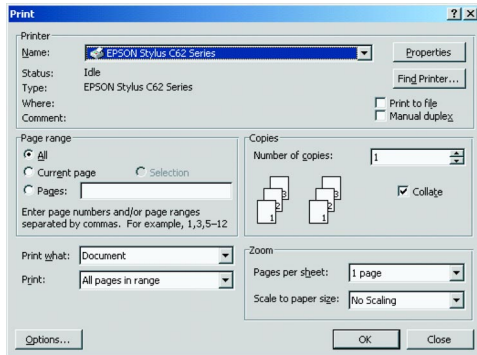 Print
Printer
Name: EPSON Stylus C62 Series Properties
Status: Idle
Type: EPSON Stylus C62 Series Find Printer...
Where: Print to file
Comment: Manual duplex
Page range
All
Current page Selection
Pages:
Enter page numbers and/or page ranges
separated by commas. For example, 1,3,5–12
Copies
Number of copies: 1
Collate
3 3
2 2
1 1
Print what: Document
Print: All pages in range
Zoom
Pages per sheet: 1 page
Scale to paper size: No Scaling
Options... OK Close